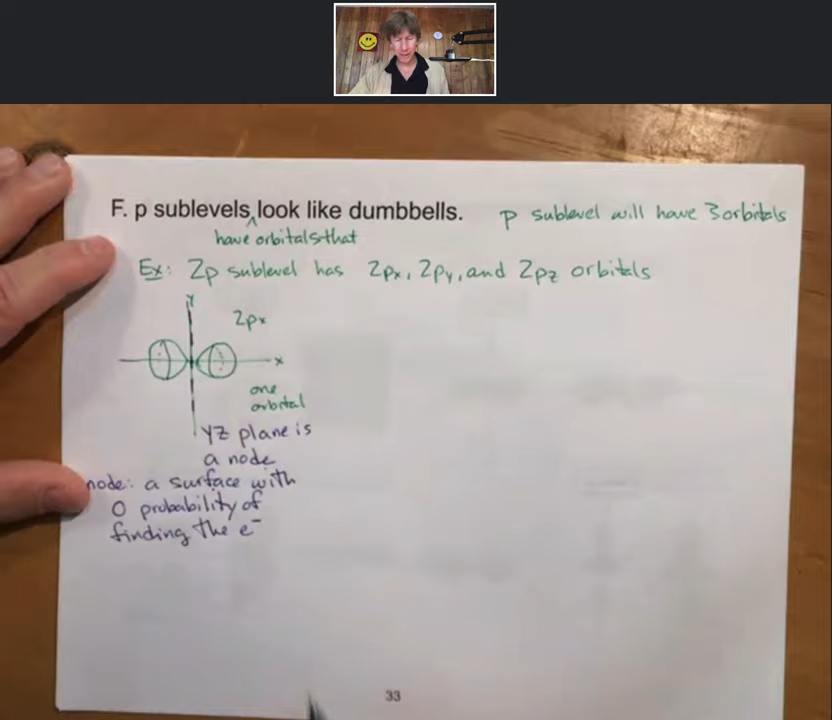 F. p sublevels look like dumbbells. p sublevel will have 3 orbitals
^
have orbitals that
Ex: 2p sublevel has 2px, 2py, and 2pz orbitals
Y
2px
x
one
orbital
YZ plane is
a node
node: a surface with
0 probability of
finding the e⁻
33